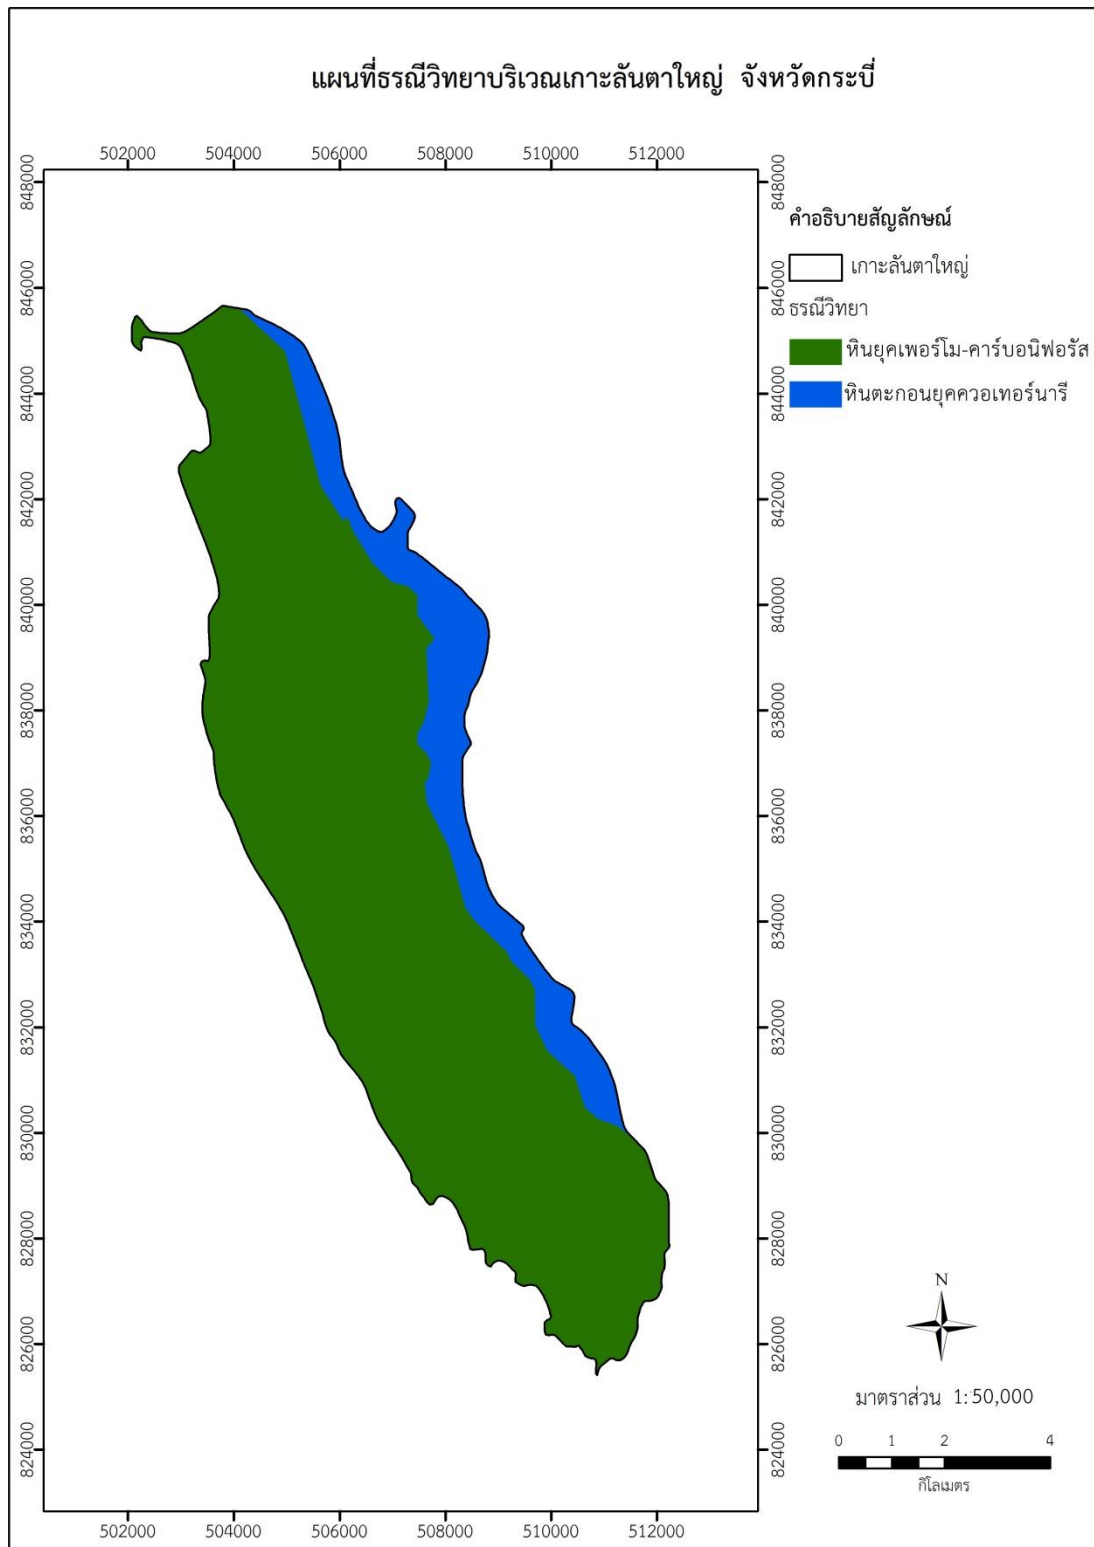 แผนที่ธรณีวิทยาบริเวณเกาะลันตาใหญ่ จังหวัดกระบี่
502000 504000 506000 508000 510000 512000
848000 848000
846000 846000
844000 844000
842000 842000
840000 840000
838000 838000
836000 836000
834000 834000
832000 832000
830000 830000
828000 828000
826000 826000
824000 824000
502000 504000 506000 508000 510000 512000
คำอธิบายสัญลักษณ์
เกาะลันตาใหญ่
ธรณีวิทยา
หินยุคเพอร์โม-คาร์บอนิฟอรัส
หินตะกอนยุคควอเทอร์นารี
N
มาตราส่วน 1:50,000
0 1 2 4
กิโลเมตร